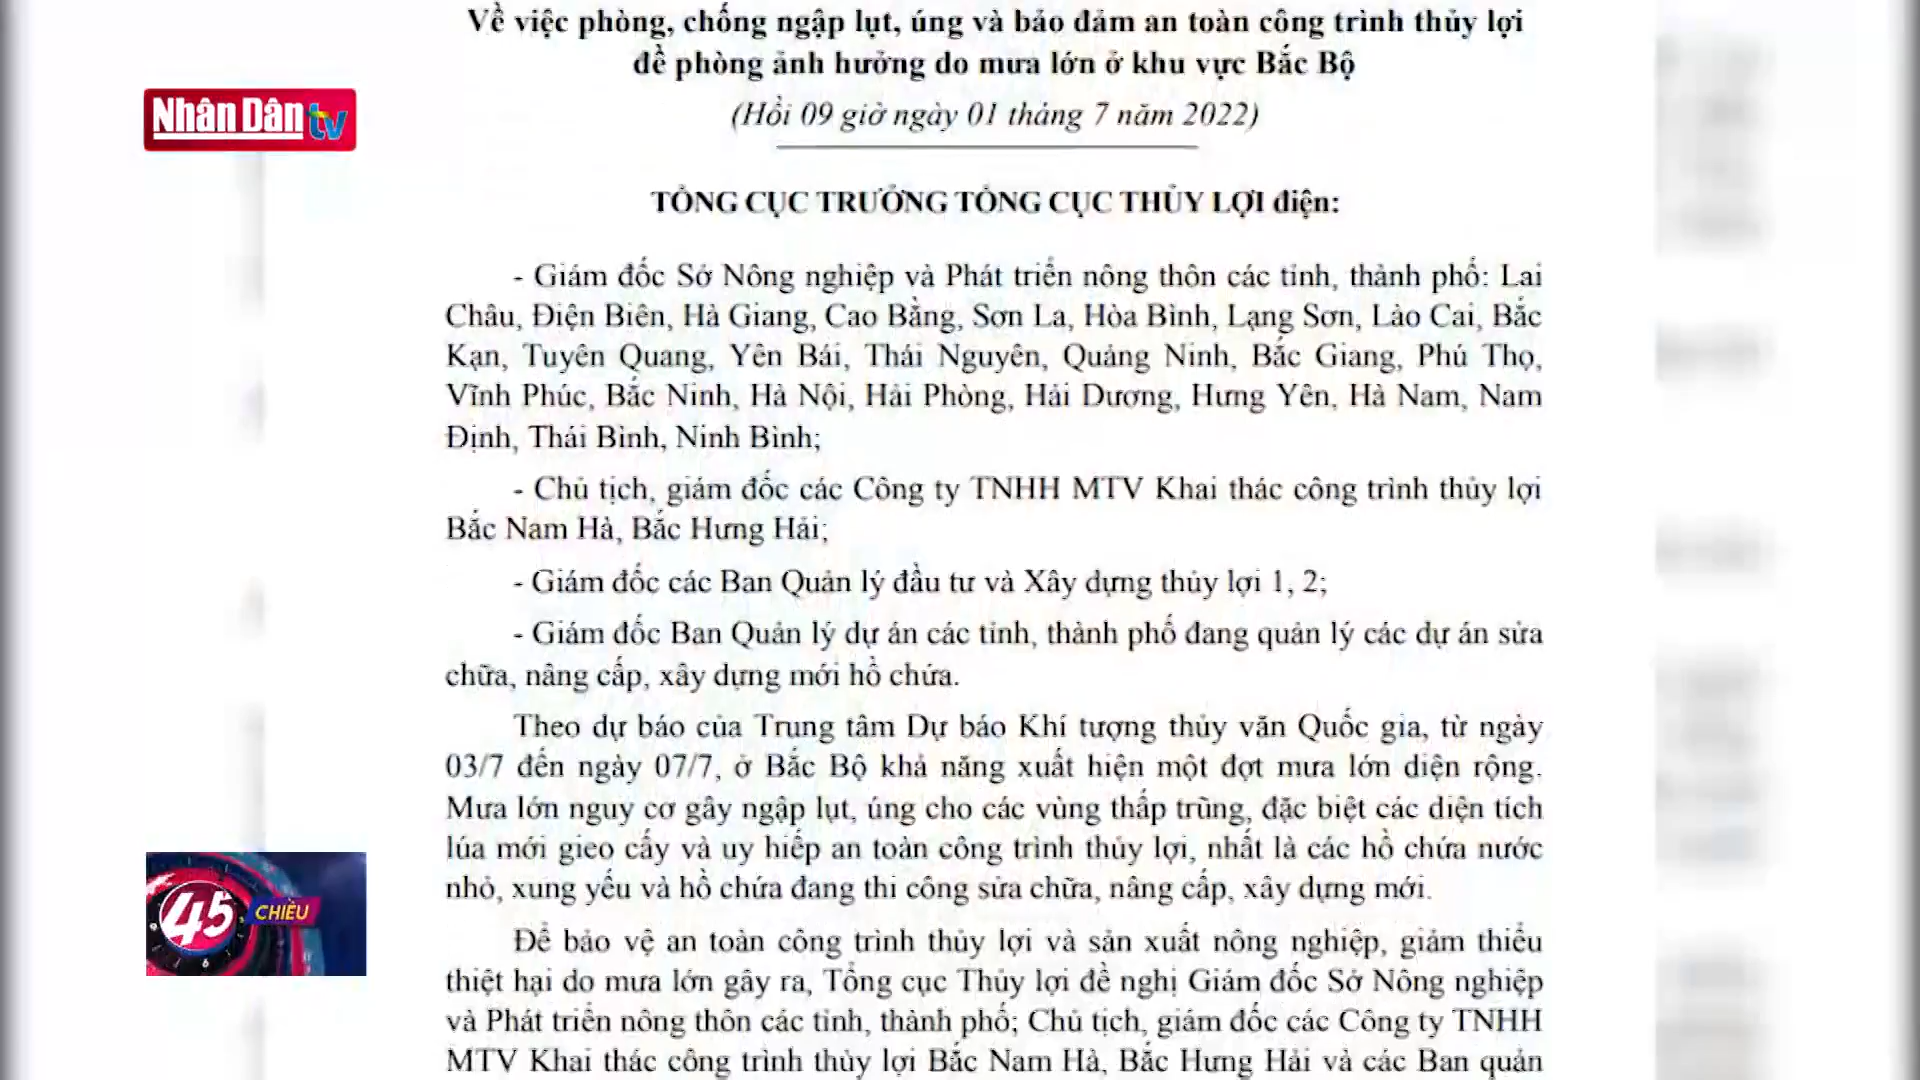 Về việc phòng, chống ngập lụt, úng và bảo đảm an toàn công trình thủy lợi
đề phòng ảnh hưởng do mưa lớn ở khu vực Bắc Bộ
Nhân Dân tv
(Hồi 09 giờ ngày 01 tháng 7 năm 2022)
TỔNG CỤC TRƯỞNG TỔNG CỤC THỦY LỢI điện:
- Giám đốc Sở Nông nghiệp và Phát triển nông thôn các tỉnh, thành phố: Lai
Châu, Điện Biên, Hà Giang, Cao Bằng, Sơn La, Hòa Bình, Lạng Sơn, Lào Cai, Bắc
Kạn, Tuyên Quang, Yên Bái, Thái Nguyên, Quảng Ninh, Bắc Giang, Phú Thọ,
Vĩnh Phúc, Bắc Ninh, Hà Nội, Hải Phòng, Hải Dương, Hưng Yên, Hà Nam, Nam
Định, Thái Bình, Ninh Bình;
- Chủ tịch, giám đốc các Công ty TNHH MTV Khai thác công trình thủy lợi
Bắc Nam Hà, Bắc Hưng Hải;
- Giám đốc các Ban Quản lý đầu tư và Xây dựng thủy lợi 1, 2;
- Giám đốc Ban Quản lý dự án các tỉnh, thành phố đang quản lý các dự án sửa
chữa, nâng cấp, xây dựng mới hồ chứa.
Theo dự báo của Trung tâm Dự báo Khí tượng thủy văn Quốc gia, từ ngày
03/7 đến ngày 07/7, ở Bắc Bộ khả năng xuất hiện một đợt mưa lớn diện rộng.
Mưa lớn nguy cơ gây ngập lụt, úng cho các vùng thấp trũng, đặc biệt các diện tích
lúa mới gieo cấy và uy hiếp an toàn công trình thủy lợi, nhất là các hồ chứa nước
nhỏ, xung yếu và hồ chứa đang thi công sửa chữa, nâng cấp, xây dựng mới.
45 CHIỀU
Để bảo vệ an toàn công trình thủy lợi và sản xuất nông nghiệp, giảm thiểu
thiệt hại do mưa lớn gây ra, Tổng cục Thủy lợi đề nghị Giám đốc Sở Nông nghiệp
và Phát triển nông thôn các tỉnh, thành phố; Chủ tịch, giám đốc các Công ty TNHH
MTV Khai thác công trình thủy lợi Bắc Nam Hà, Bắc Hưng Hải và các Ban quản